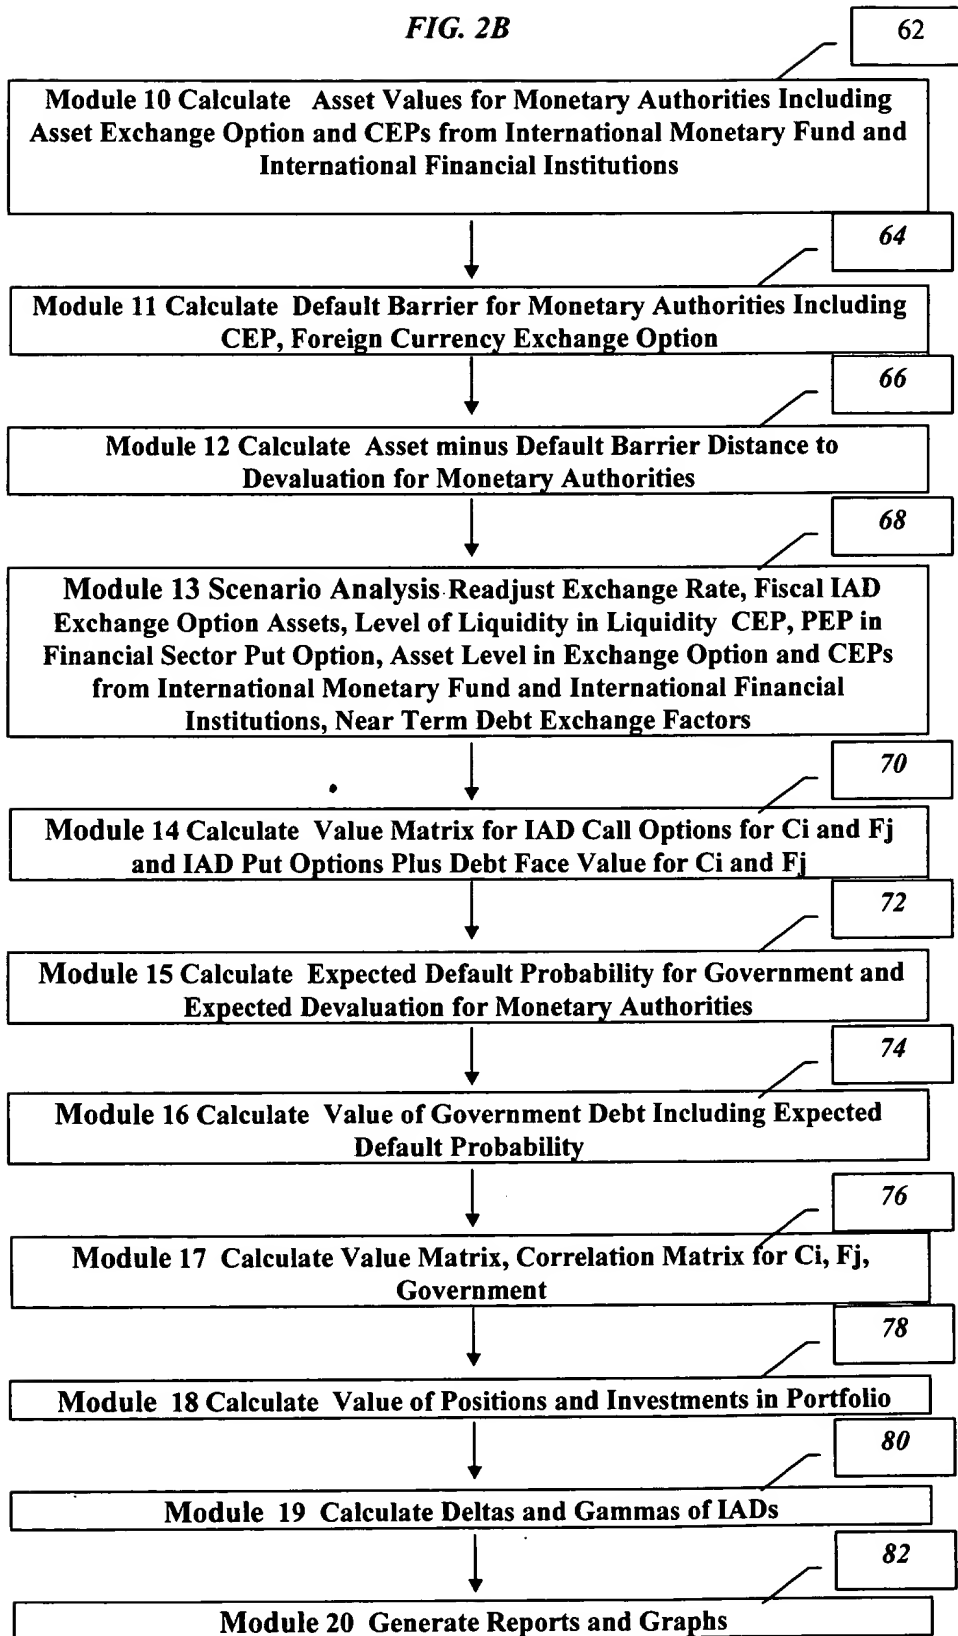 FIG. 2B
62
Module 10 Calculate Asset Values for Monetary Authorities Including
Asset Exchange Option and CEPs from International Monetary Fund and
International Financial Institutions
64
Module 11 Calculate Default Barrier for Monetary Authorities Including
CEP, Foreign Currency Exchange Option
66
Module 12 Calculate Asset minus Default Barrier Distance to
Devaluation for Monetary Authorities
68
Module 13 Scenario Analysis Readjust Exchange Rate, Fiscal IAD
Exchange Option Assets, Level of Liquidity in Liquidity CEP, PEP in
Financial Sector Put Option, Asset Level in Exchange Option and CEPs
from International Monetary Fund and International Financial
Institutions, Near Term Debt Exchange Factors
70
Module 14 Calculate Value Matrix for IAD Call Options for Ci and Fj
and IAD Put Options Plus Debt Face Value for Ci and Fj
72
Module 15 Calculate Expected Default Probability for Government and
Expected Devaluation for Monetary Authorities
74
Module 16 Calculate Value of Government Debt Including Expected
Default Probability
76
Module 17 Calculate Value Matrix, Correlation Matrix for Ci, Fj,
Government
78
Module 18 Calculate Value of Positions and Investments in Portfolio
80
Module 19 Calculate Deltas and Gammas of IADs
82
Module 20 Generate Reports and Graphs